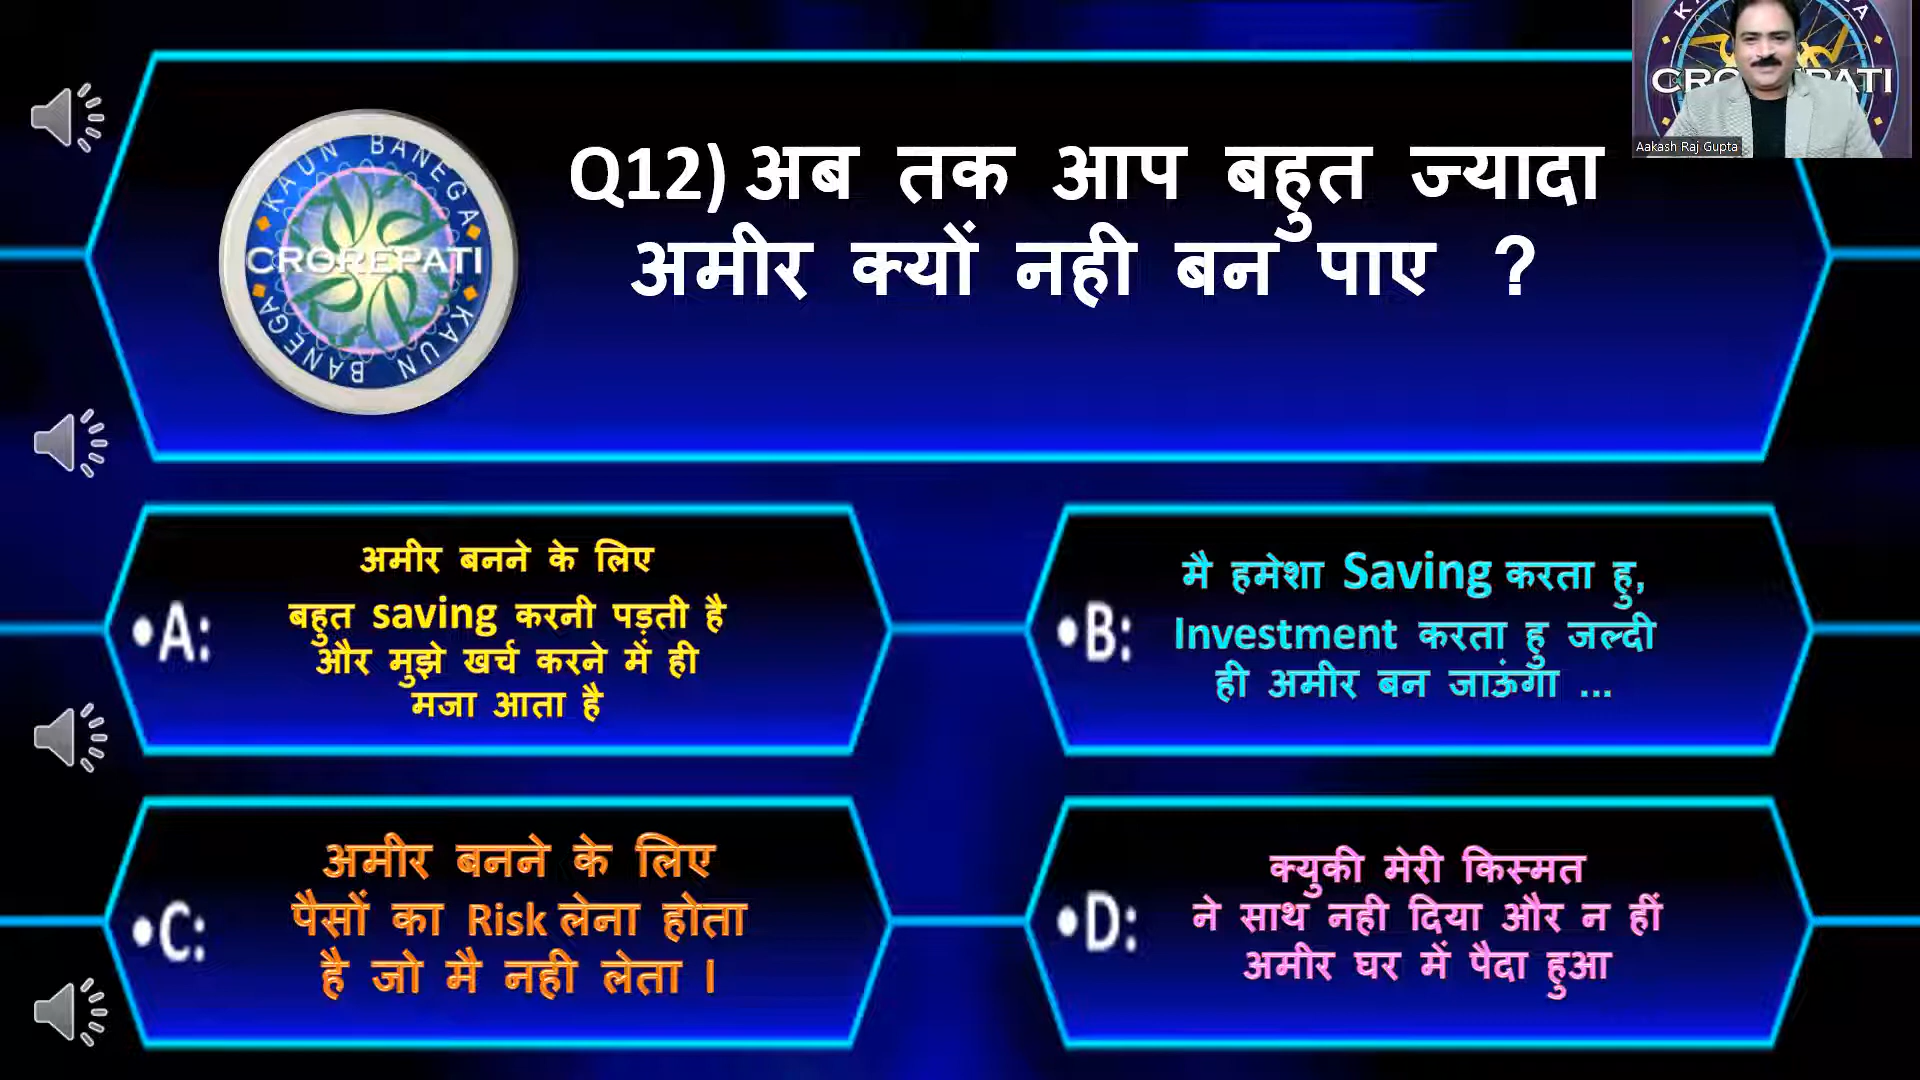 Q12) अब तक आप बहुत ज्यादा
अमीर क्यों नही बन पाए ?
KAUN BANEGA
CROREPATI
KAUN BANEGA
CROREPATI
Aakash Raj Gupta
•A:
अमीर बनने के लिए
बहुत saving करनी पड़ती है
और मुझे खर्च करने में ही
मजा आता है
•B:
मै हमेशा Saving करता हु,
Investment करता हु जल्दी
ही अमीर बन जाऊंगा ...
•C:
अमीर बनने के लिए
पैसों का Risk लेना होता
है जो मै नही लेता ।
•D:
क्युकी मेरी किस्मत
ने साथ नही दिया और न हीं
अमीर घर में पैदा हुआ